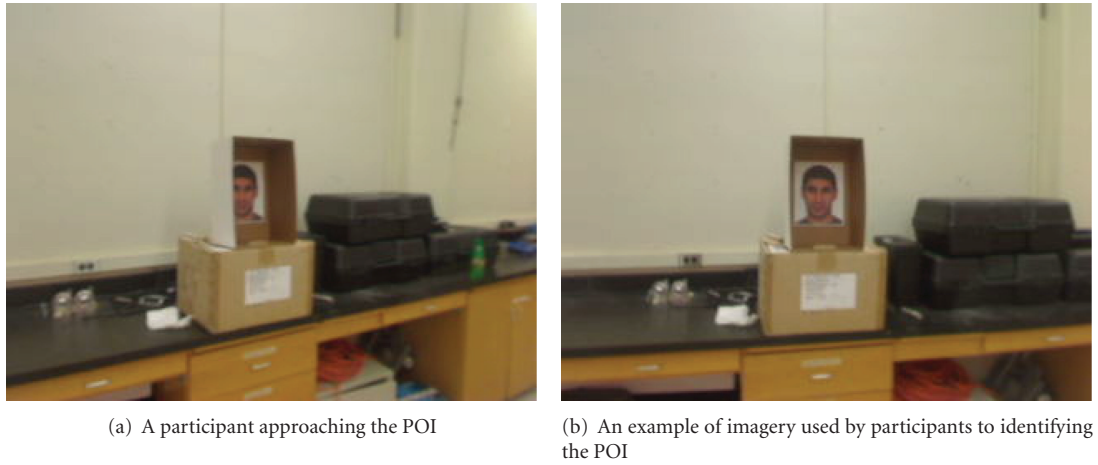 (a) A participant approaching the POI
(b) An example of imagery used by participants to identifying
the POI